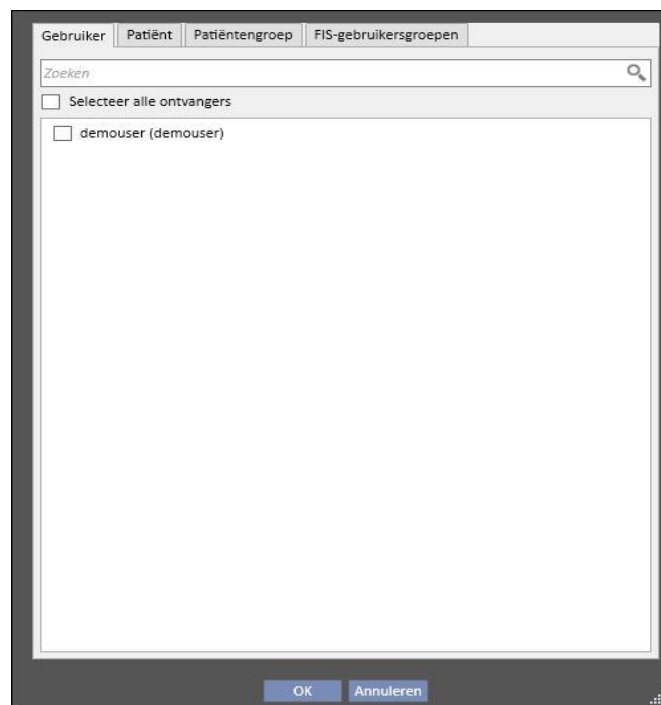 Gebruiker Patiënt Patiëntengroep FIS-gebruikersgroepen
Zoeken
Selecteer alle ontvangers
demouser (demouser)
OK Annuleren